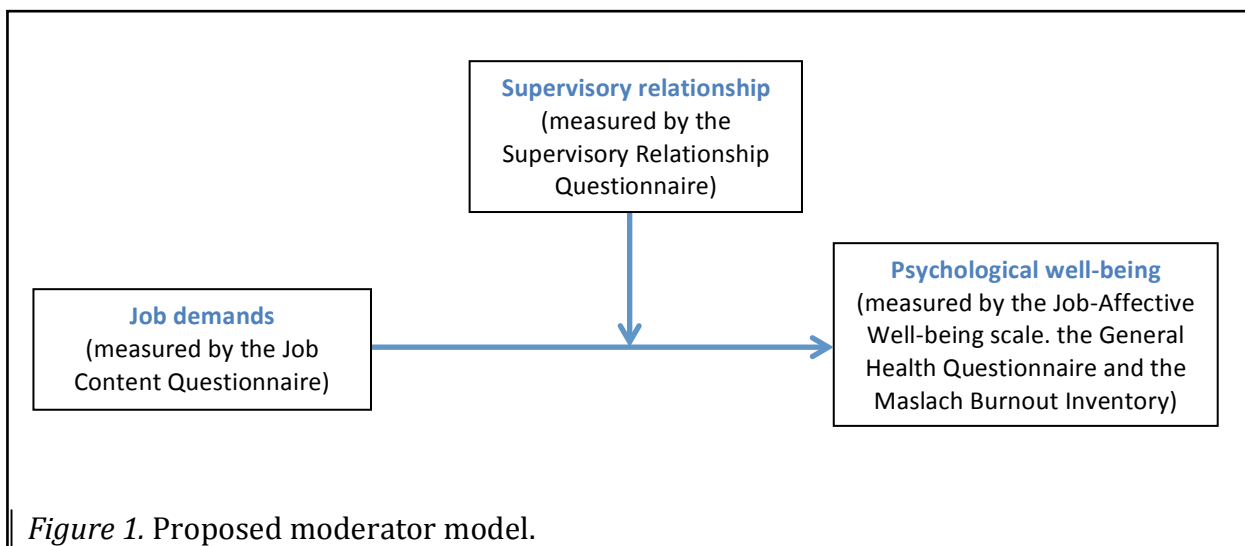 Supervisory relationship
(measured by the
Supervisory Relationship
Questionnaire)
Psychological well-being
(measured by the Job-Affective
Well-being scale. the General
Health Questionnaire and the
Maslach Burnout Inventory)
Job demands
(measured by the Job
Content Questionnaire)
Figure 1. Proposed moderator model.